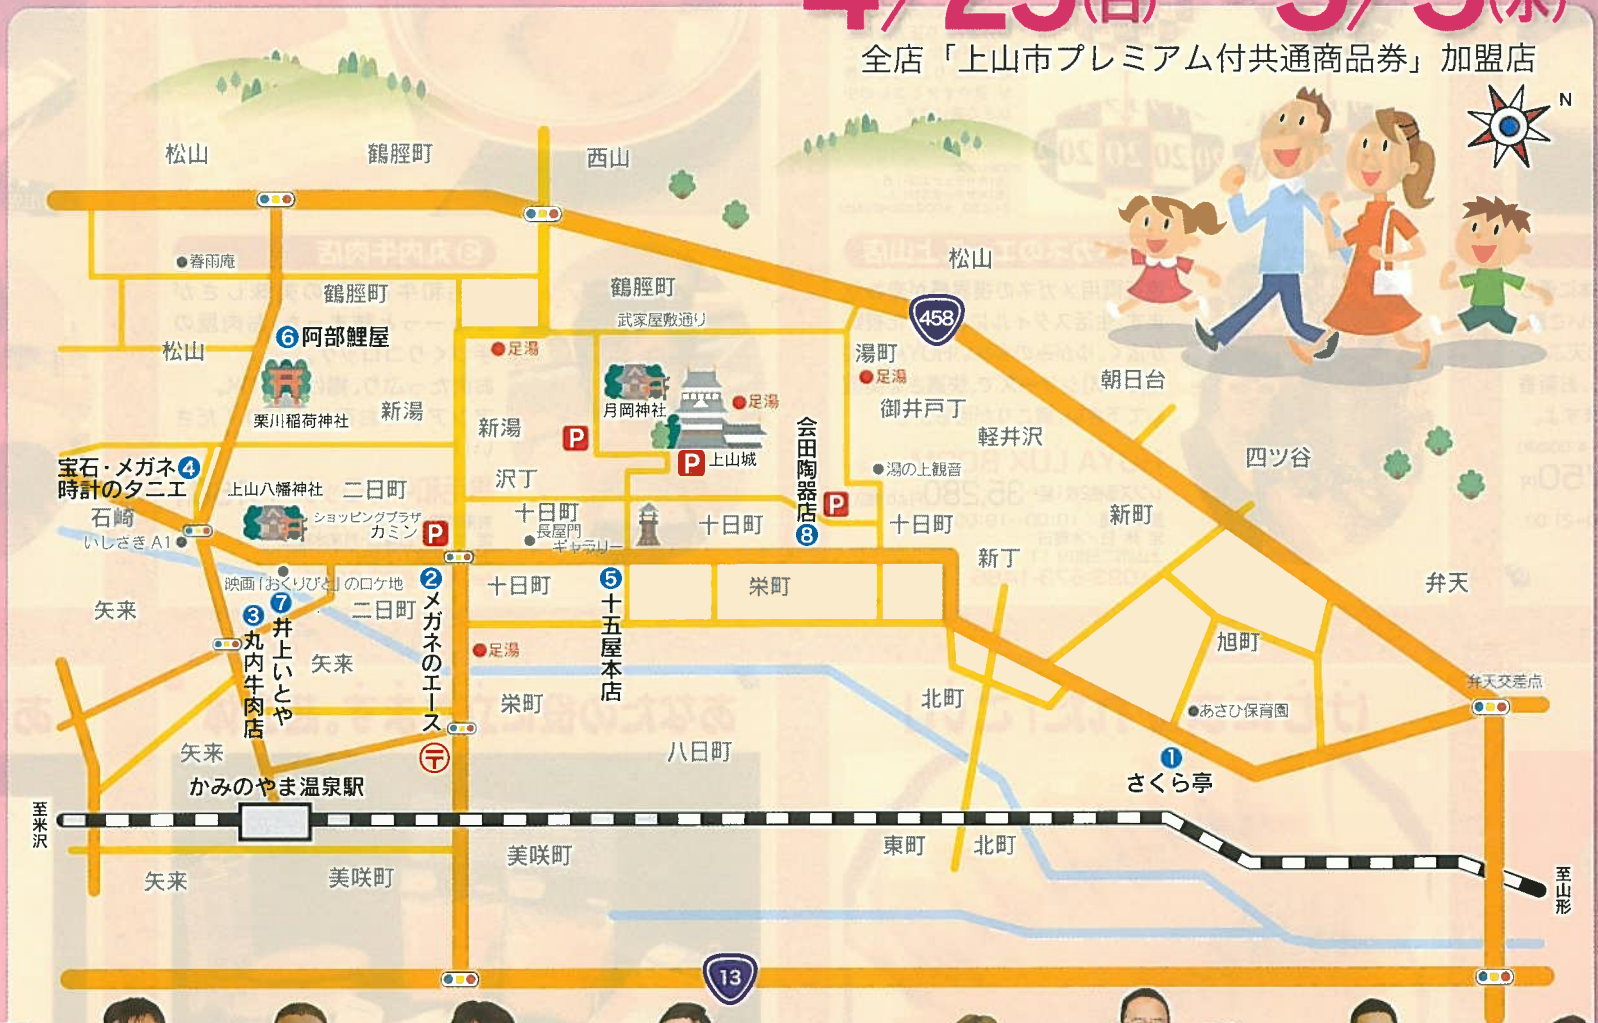 全店「上山市プレミアム付共通商品券」加盟店
N
松山
鶴脛町
西山
春雨庵
鶴脛町
鶴脛町
武家屋敷通り
松山
458
6 阿部鯉屋
松山
足湯
湯町
足湯
朝日台
栗川稲荷神社
新湯
新湯
月岡神社
足湯
御井戸丁
軽井沢
P
上山城
P
会田陶器店
8
P
湯の上観音
四ツ谷
宝石・メガネ 4
時計のタニエ
上山八幡神社
二日町
沢丁
石崎
いしざきA1
ショッピングプラザ
カミン
P
十日町
長屋門
ギャラリー
十日町
十日町
新町
新丁
映画「おくりびと」のロケ地
矢来
二日町
2
メガネのエース
十日町
5
十五屋本店
栄町
弁天
3
丸内牛肉店
7
井上いとや
矢来
足湯
旭町
栄町
北町
あさひ保育園
弁天交差点
矢来
八日町
1
さくら亭
かみのやま温泉駅
至米沢
矢来
美咲町
美咲町
東町
北町
至山形
13